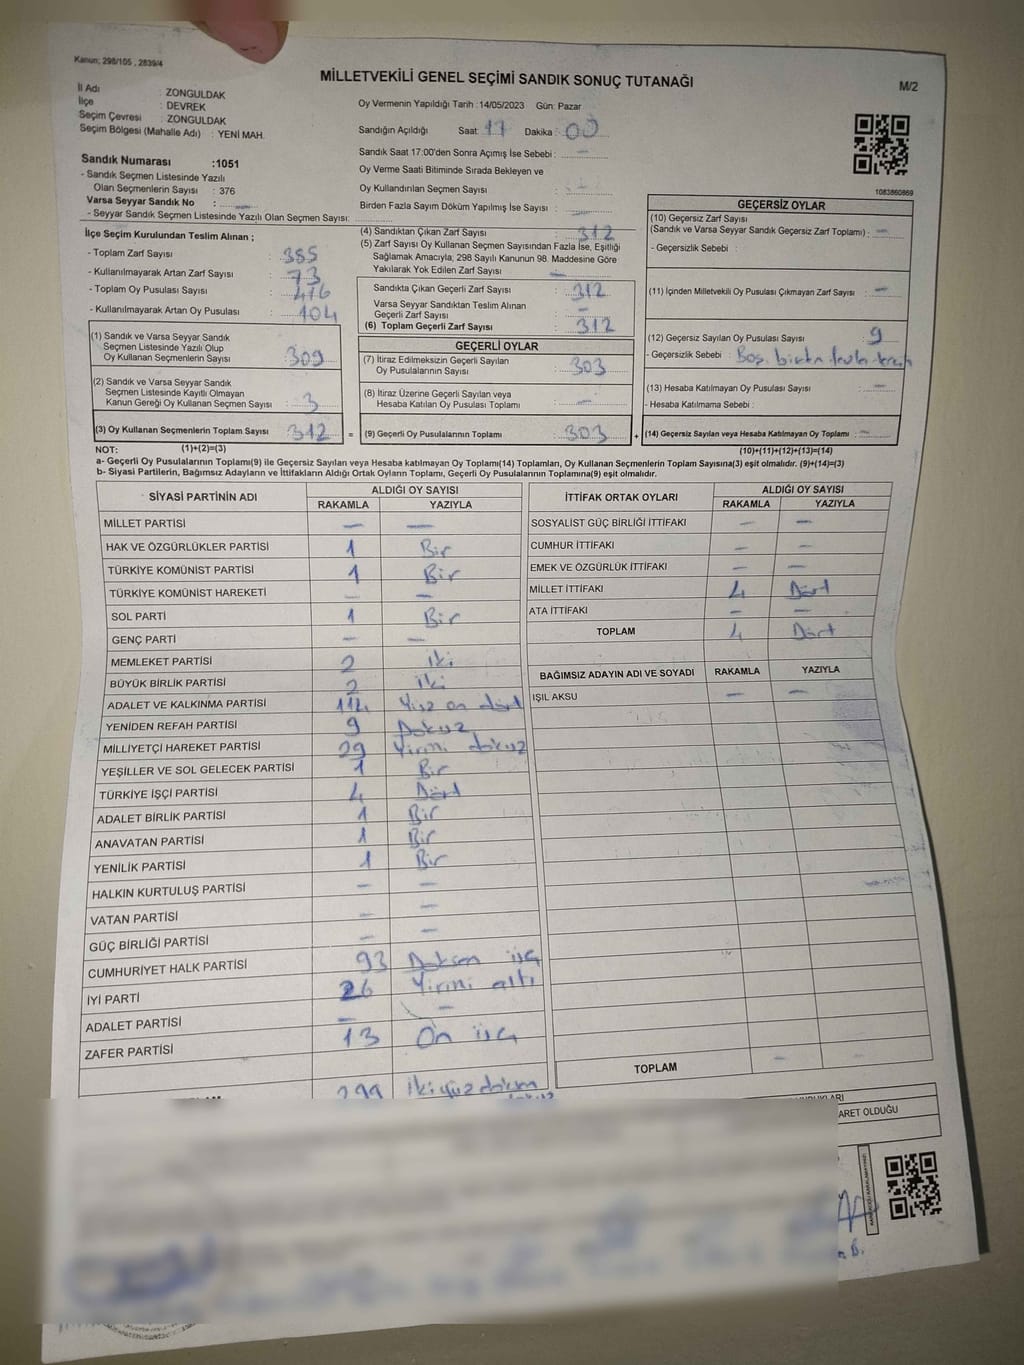 Kanun; 298/105 , 2839/4
MİLLETVEKİLİ GENEL SEÇİMİ SANDIK SONUÇ TUTANAĞI
M/2
İl Adı : ZONGULDAK
İlçe : DEVREK
Seçim Çevresi : ZONGULDAK
Seçim Bölgesi (Mahalle Adı) : YENİ MAH.
Sandık Numarası :1051
- Sandık Seçmen Listesinde Yazılı
Olan Seçmenlerin Sayısı : 376
Varsa Seyyar Sandık No :
- Seyyar Sandık Seçmen Listesinde Yazılı Olan Seçmen Sayısı:
Oy Vermenin Yapıldığı Tarih :14/05/2023 Gün: Pazar
Sandığın Açıldığı Saat: 17 Dakika : 00
Sandık Saat 17:00'den Sonra Açımış İse Sebebi : —
Oy Verme Saati Bitiminde Sırada Bekleyen ve
Oy Kullandırılan Seçmen Sayısı :
Birden Fazla Sayım Döküm Yapılmış İse Sayısı : —
1083860869
İlçe Seçim Kurulundan Teslim Alınan ;
- Toplam Zarf Sayısı : 385
- Kullanılmayarak Artan Zarf Sayısı : 73
- Toplam Oy Pusulası Sayısı : 416
- Kullanılmayarak Artan Oy Pusulası : 104
(1) Sandık ve Varsa Seyyar Sandık
Seçmen Listesinde Yazılı Olup
Oy Kullanan Seçmenlerin Sayısı : 309
(2) Sandık ve Varsa Seyyar Sandık
Seçmen Listesinde Kayıtlı Olmayan
Kanun Gereği Oy Kullanan Seçmen Sayısı : 3
(3) Oy Kullanan Seçmenlerin Toplam Sayısı : 312 =
(1)+(2)=(3)
(4) Sandıktan Çıkan Zarf Sayısı : 312
(5) Zarf Sayısı Oy Kullanan Seçmen Sayısından Fazla İse, Eşitliği
Sağlamak Amacıyla; 298 Sayılı Kanunun 98. Maddesine Göre
Yakılarak Yok Edilen Zarf Sayısı : —
Sandıkta Çıkan Geçerli Zarf Sayısı : 312
Varsa Seyyar Sandıktan Teslim Alınan
Geçerli Zarf Sayısı : —
(6) Toplam Geçerli Zarf Sayısı : 312
GEÇERLİ OYLAR
(7) İtiraz Edilmeksizin Geçerli Sayılan
Oy Pusulalarının Sayısı : 303
(8) İtiraz Üzerine Geçerli Sayılan veya
Hesaba Katılan Oy Pusulası Toplamı : —
(9) Geçerli Oy Pusulalarının Toplamı : 303 +
GEÇERSİZ OYLAR
(10) Geçersiz Zarf Sayısı
(Sandık ve Varsa Seyyar Sandık Geçersiz Zarf Toplamı) : —
- Geçersizlik Sebebi :
(11) İçinden Milletvekili Oy Pusulası Çıkmayan Zarf Sayısı : —
(12) Geçersiz Sayılan Oy Pusulası Sayısı : 9
- Geçersizlik Sebebi : Boş, birden fazla tercih
(13) Hesaba Katılmayan Oy Pusulası Sayısı : —
- Hesaba Katılmama Sebebi :
(14) Geçersiz Sayılan veya Hesaba Katılmayan Oy Toplamı : —
(10)+(11)+(12)+(13)=(14)
NOT:
a- Geçerli Oy Pusulalarının Toplamı(9) ile Geçersiz Sayılan veya Hesaba katılmayan Oy Toplamı(14) Toplamları, Oy Kullanan Seçmenlerin Toplam Sayısına(3) eşit olmalıdır. (9)+(14)=(3)
b- Siyasi Partilerin, Bağımsız Adayların ve İttifakların Aldığı Ortak Oyların Toplamı, Geçerli Oy Pusulalarının Toplamına(9) eşit olmalıdır.
SİYASİ PARTİNİN ADI ALDIĞI OY SAYISI
RAKAMLA YAZIYLA
MİLLET PARTİSİ — —
HAK VE ÖZGÜRLÜKLER PARTİSİ 1 Bir
TÜRKİYE KOMÜNİST PARTİSİ 1 Bir
TÜRKİYE KOMÜNİST HAREKETİ — —
SOL PARTİ 1 Bir
GENÇ PARTİ — —
MEMLEKET PARTİSİ 2 iki
BÜYÜK BİRLİK PARTİSİ 2 iki
ADALET VE KALKINMA PARTİSİ 114 Yüz on dört
YENİDEN REFAH PARTİSİ 9 Dokuz
MİLLİYETÇİ HAREKET PARTİSİ 29 Yirmi dokuz
YEŞİLLER VE SOL GELECEK PARTİSİ 1 Bir
TÜRKİYE İŞÇİ PARTİSİ 4 Dört
ADALET BİRLİK PARTİSİ 1 Bir
ANAVATAN PARTİSİ 1 Bir
YENİLİK PARTİSİ 1 Bir
HALKIN KURTULUŞ PARTİSİ — —
VATAN PARTİSİ — —
GÜÇ BİRLİĞİ PARTİSİ — —
CUMHURİYET HALK PARTİSİ 93 Doksan üç
İYİ PARTİ 26 Yirmi altı
ADALET PARTİSİ — —
ZAFER PARTİSİ 13 On üç
299 İki yüz doksan
dokuz
İTTİFAK ORTAK OYLARI ALDIĞI OY SAYISI
RAKAMLA YAZIYLA
SOSYALİST GÜÇ BİRLİĞİ İTTİFAKI — —
CUMHUR İTTİFAKI — —
EMEK VE ÖZGÜRLÜK İTTİFAKI — —
MİLLET İTTİFAKI 4 Dört
ATA İTTİFAKI — —
TOPLAM 4 Dört
BAĞIMSIZ ADAYIN ADI VE SOYADI RAKAMLA YAZIYLA
IŞIL AKSU — —
TOPLAM — —
ARET OLDUĞU